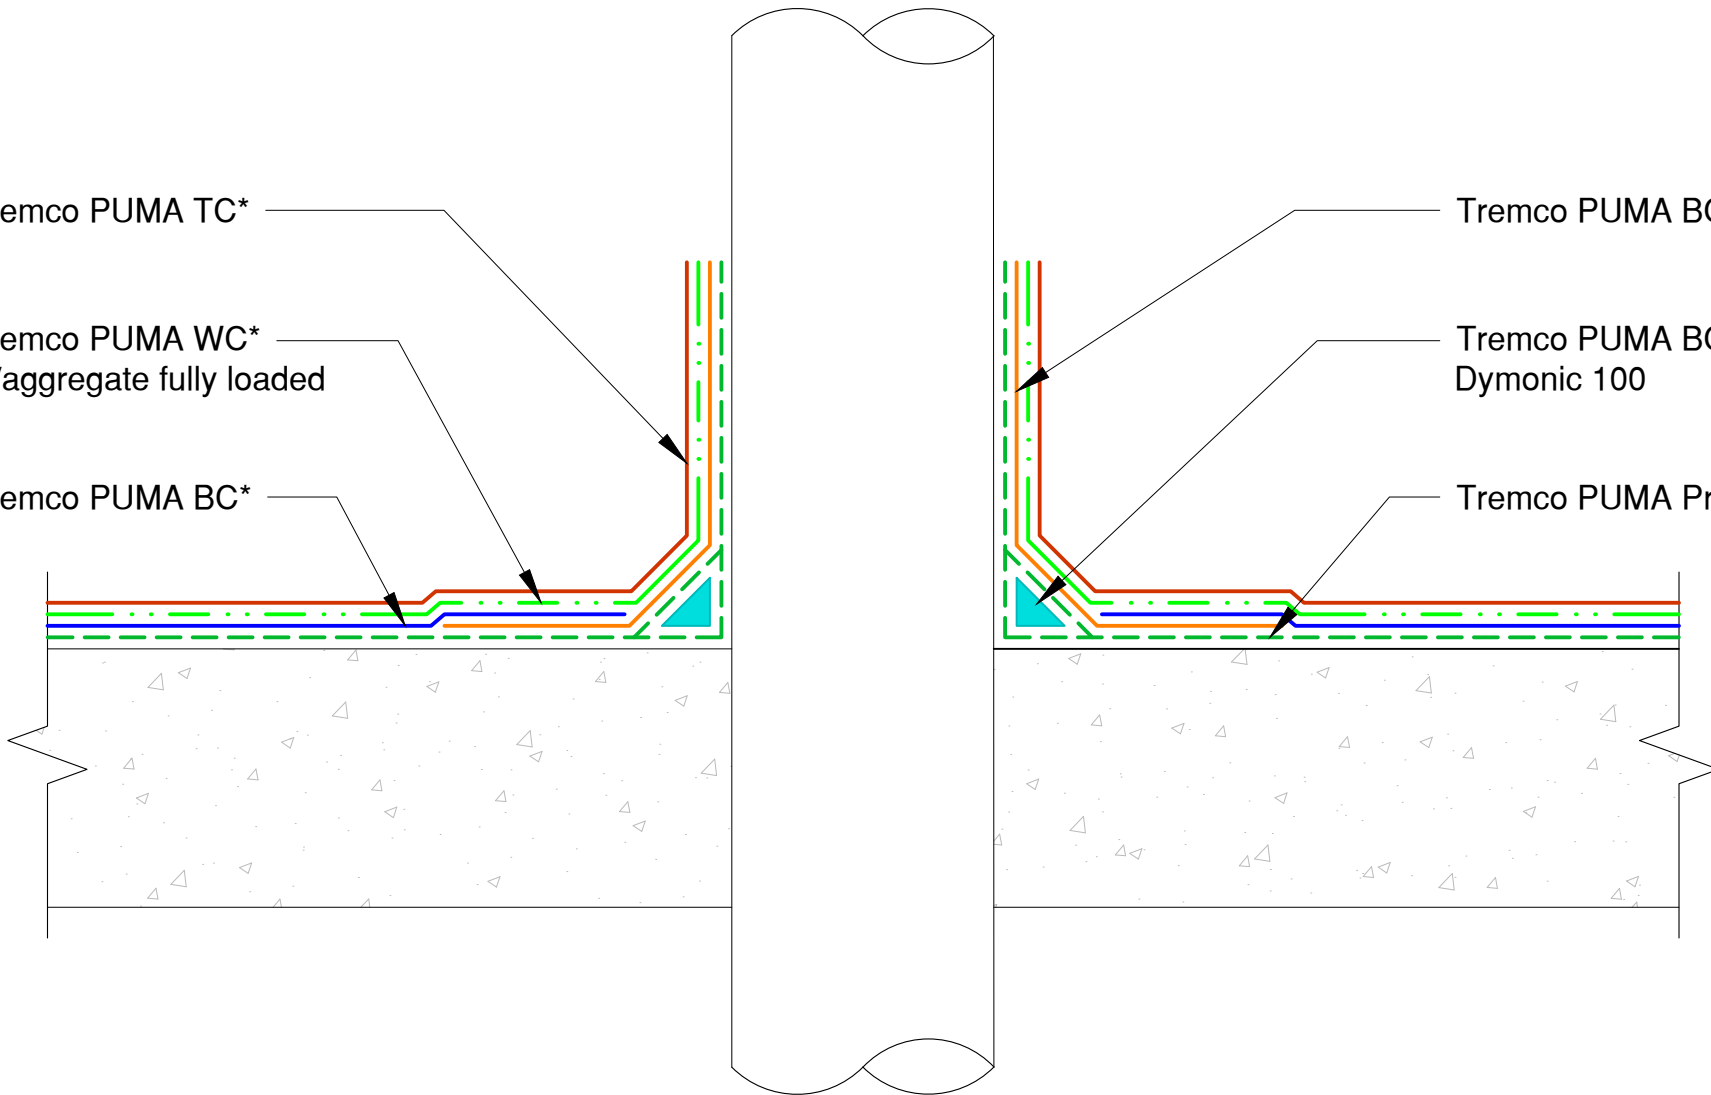 emco PUMA TC*
emco PUMA WC*
/aggregate fully loaded
emco PUMA BC*
Tremco PUMA BC
Tremco PUMA BC
Dymonic 100
Tremco PUMA Pr